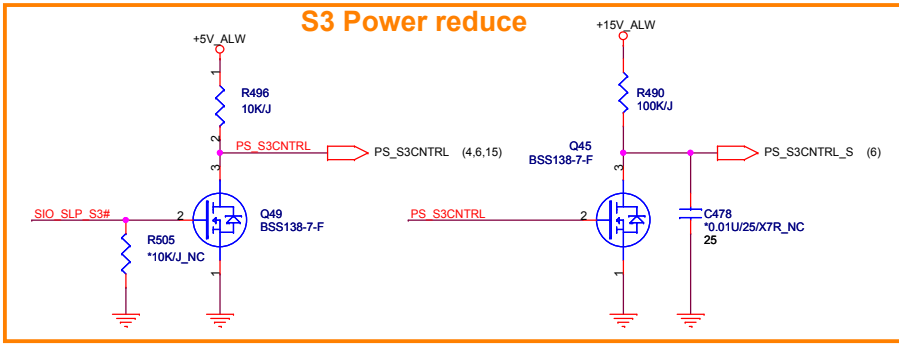 S3 Power reduce
+5V_ALW
+15V_ALW
1
R496
10K/J
R490
100K/J
2
PS_S3CNTRL
PS_S3CNTRL (4,6,15)
Q45
BSS138-7-F
PS_S3CNTRL_S (6)
3
3
SIO_SLP_S3#
2
Q49
BSS138-7-F
PS_S3CNTRL
2
C478
*0.01U/25/X7R_NC
25
R505
*10K/J_NC
1
1